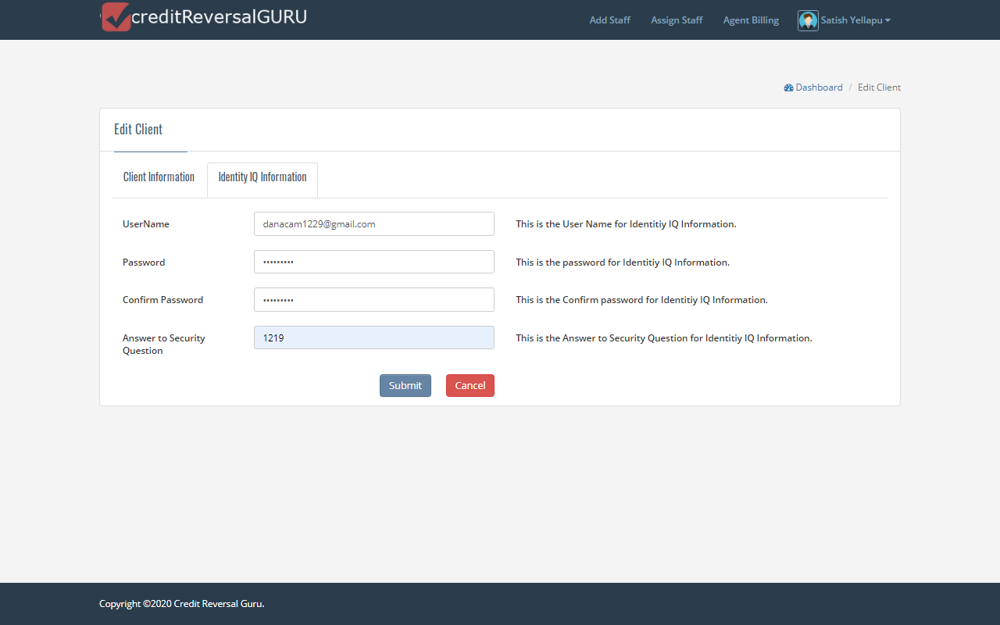 creditReversalGURU
Add Staff
Assign Staff
Agent Billing
Satish Yellapu
Dashboard / Edit Client
Edit Client
Client Information
Identity IQ Information
UserName
danacam1229@gmail.com
This is the User Name for Identitiy IQ Information.
Password
•••••••••
This is the password for Identitiy IQ Information.
Confirm Password
•••••••••
This is the Confirm password for Identitiy IQ Information.
Answer to Security
Question
1219
This is the Answer to Security Question for Identitiy IQ Information.
Submit
Cancel
Copyright ©2020 Credit Reversal Guru.